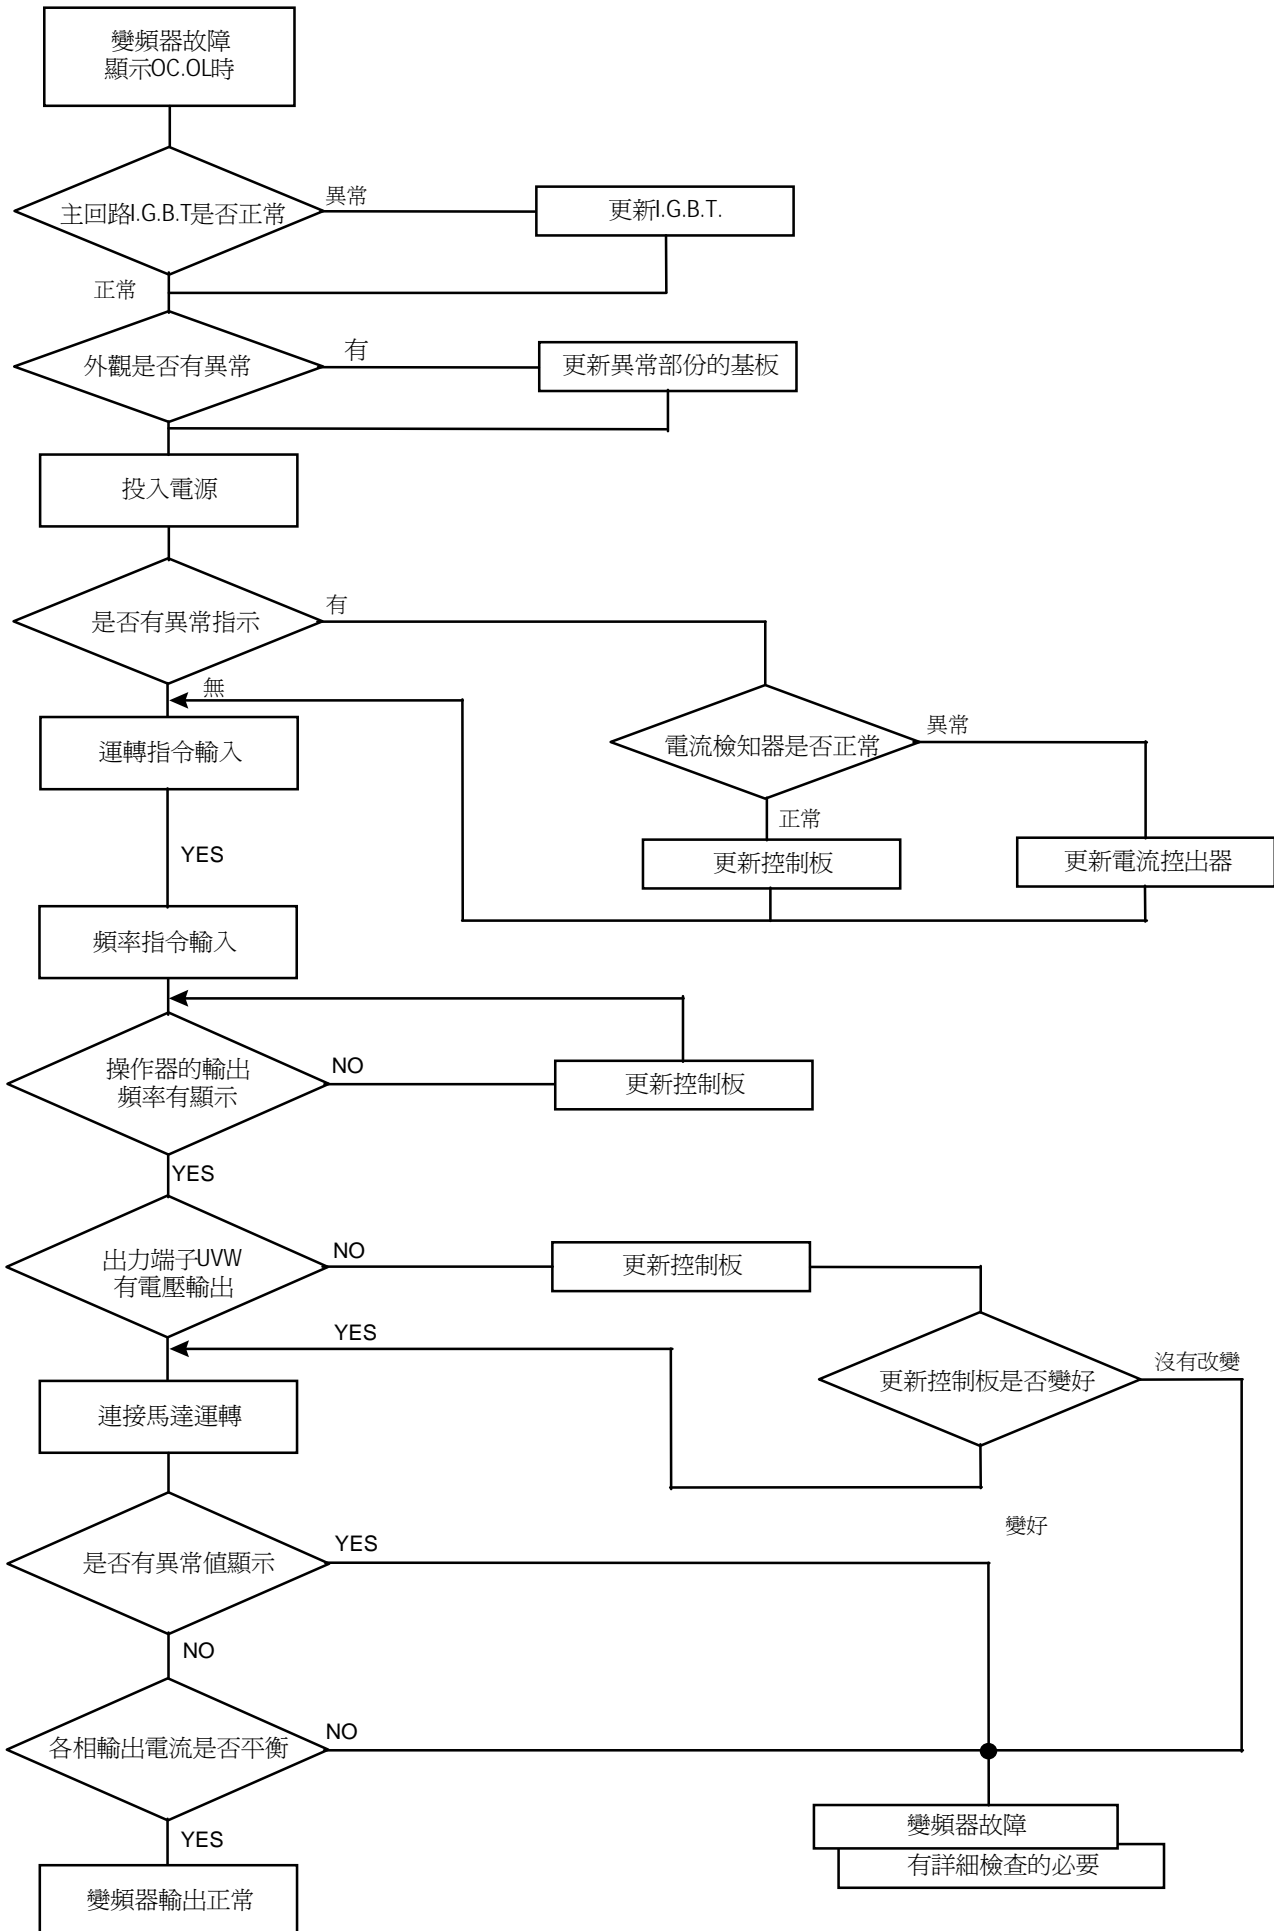 變頻器故障
顯示OC.OL時
主回路I.G.B.T是否正常
異常
更新I.G.B.T.
正常
外觀是否有異常
有
更新異常部份的基板
投入電源
是否有異常指示
有
無
運轉指令輸入
電流檢知器是否正常
異常
正常
YES
更新控制板
更新電流控出器
頻率指令輸入
操作器的輸出
頻率有顯示
NO
更新控制板
YES
出力端子UVW
有電壓輸出
NO
更新控制板
YES
更新控制板是否變好
沒有改變
連接馬達運轉
變好
是否有異常值顯示
YES
NO
各相輸出電流是否平衡
NO
變頻器故障
有詳細檢查的必要
YES
變頻器輸出正常